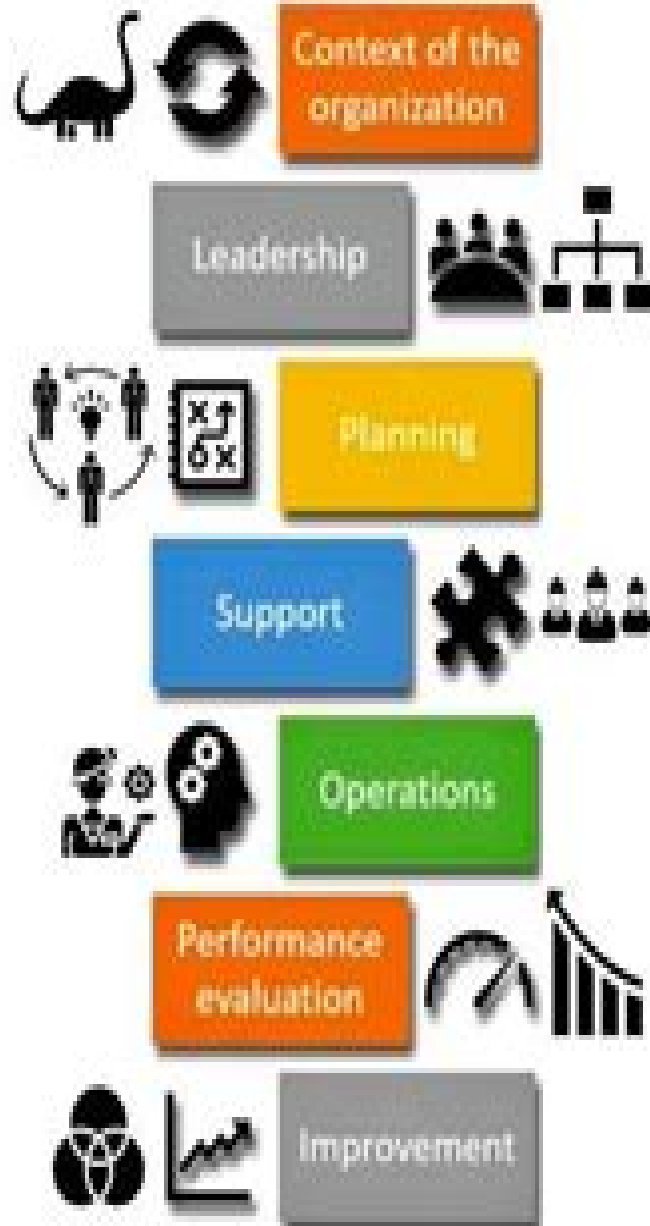 Context of the
organization
Leadership
Planning
Support
Operations
Performance
evaluation
Improvement